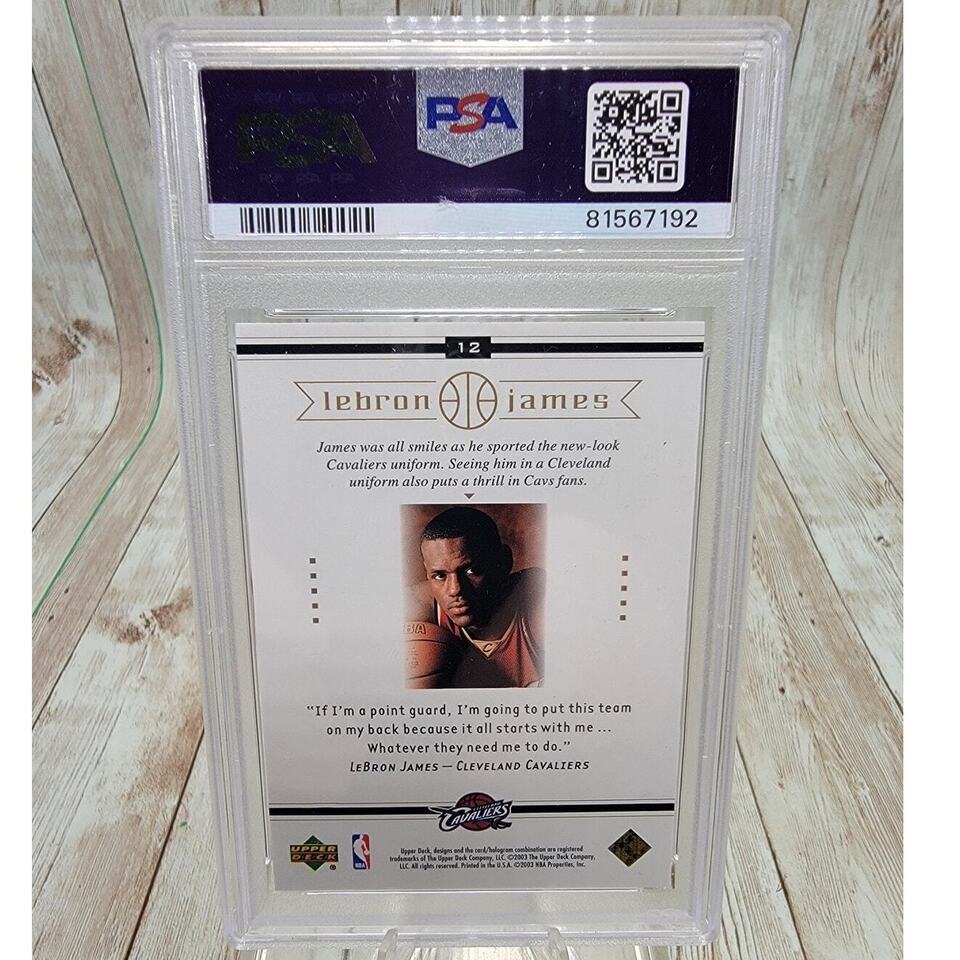 PSA
PSA
PSA
81567192
12
lebron james
James was all smiles as he sported the new-look
Cavaliers uniform. Seeing him in a Cleveland
uniform also puts a thrill in Cavs fans.
“If I’m a point guard, I’m going to put this team
on my back because it all starts with me ...
Whatever they need me to do.”
LeBron James — Cleveland Cavaliers
Cavaliers
UPPER
DECK
NBA
Upper Deck, designs and the card/hologram combination are registered
trademarks of The Upper Deck Company, LLC. ©2003 The Upper Deck Company,
LLC. All rights reserved. Printed in the U.S.A. ©2003 NBA Properties, Inc.